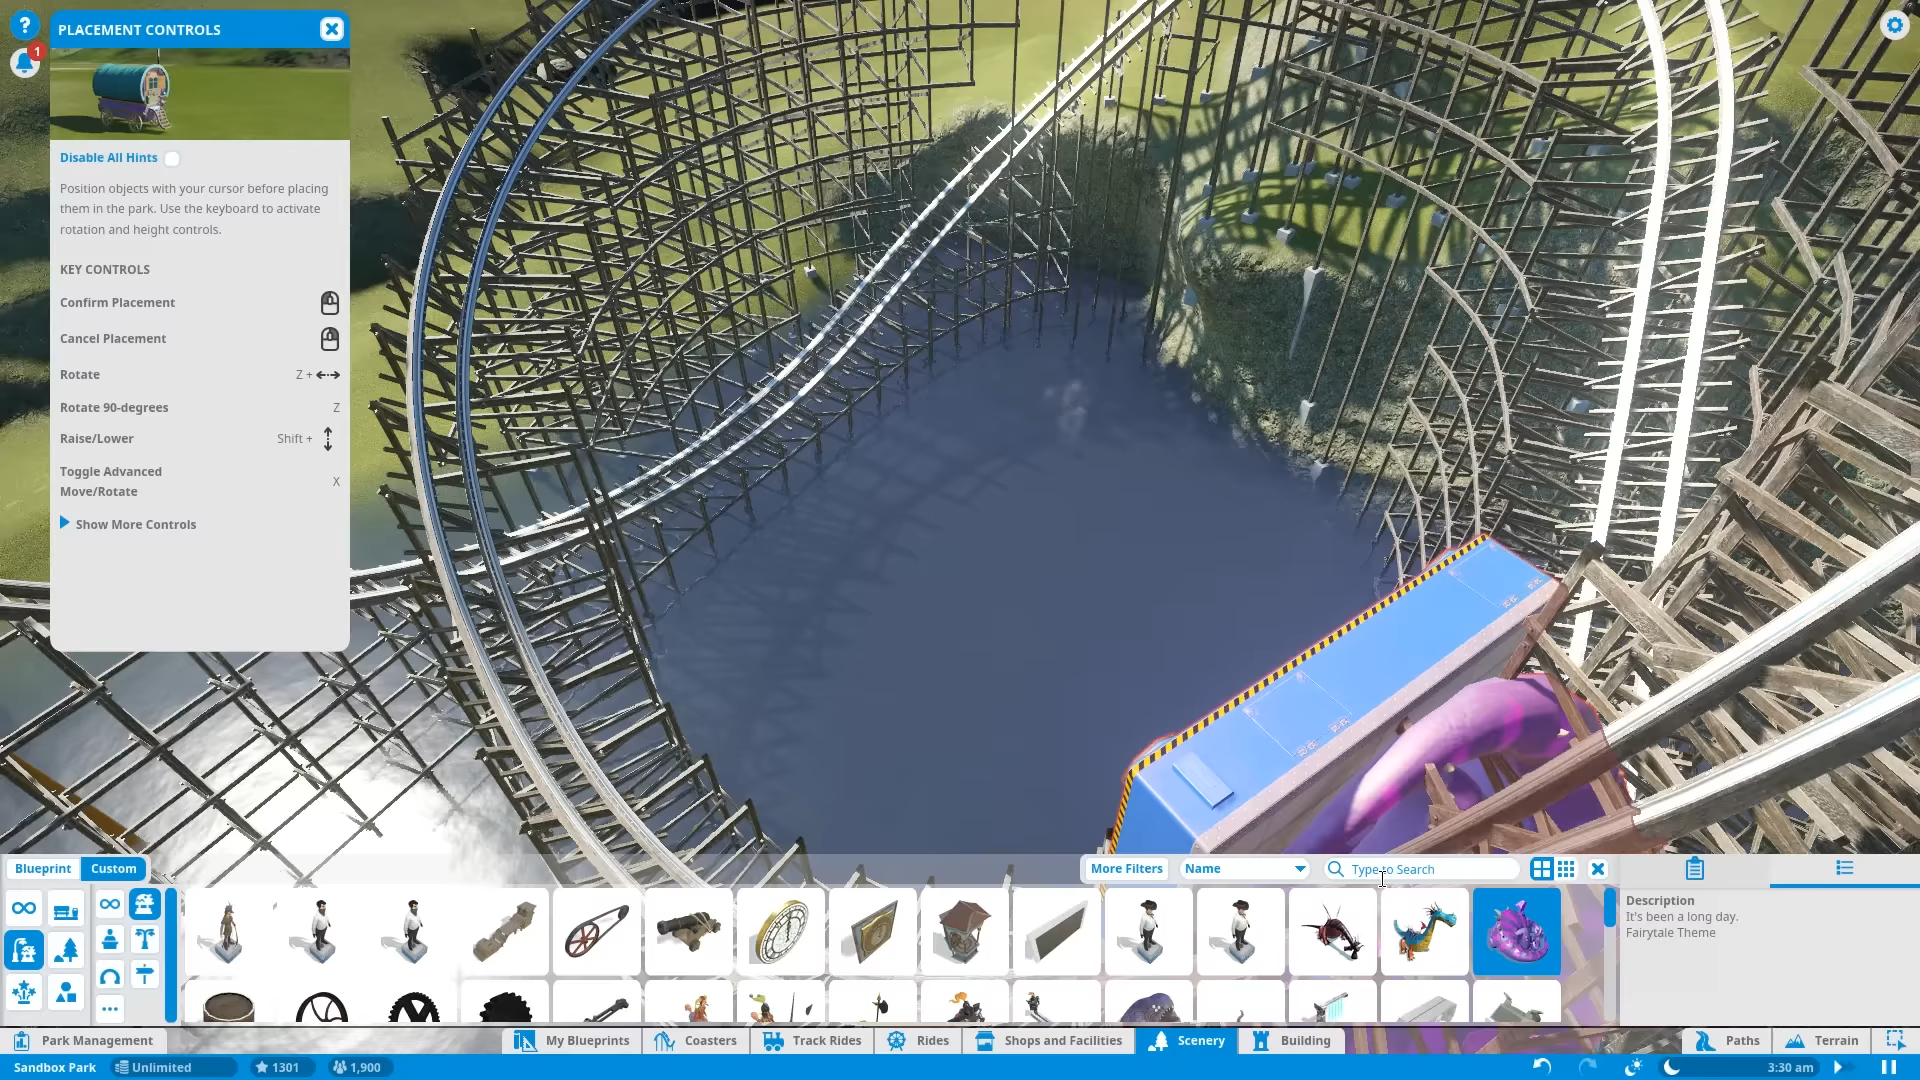 ?
1
PLACEMENT CONTROLS
Disable All Hints
Position objects with your cursor before placing
them in the park. Use the keyboard to activate
rotation and height controls.
KEY CONTROLS
Confirm Placement
Cancel Placement
Rotate Z +
Rotate 90-degrees Z
Raise/Lower Shift +
Toggle Advanced
Move/Rotate X
Show More Controls
Blueprint Custom
More Filters Name Type to Search
Description
It's been a long day.
Fairytale Theme
Park Management My Blueprints Coasters Track Rides Rides Shops and Facilities Scenery Building Paths Terrain
Sandbox Park Unlimited 1301 1,900 3:30 am